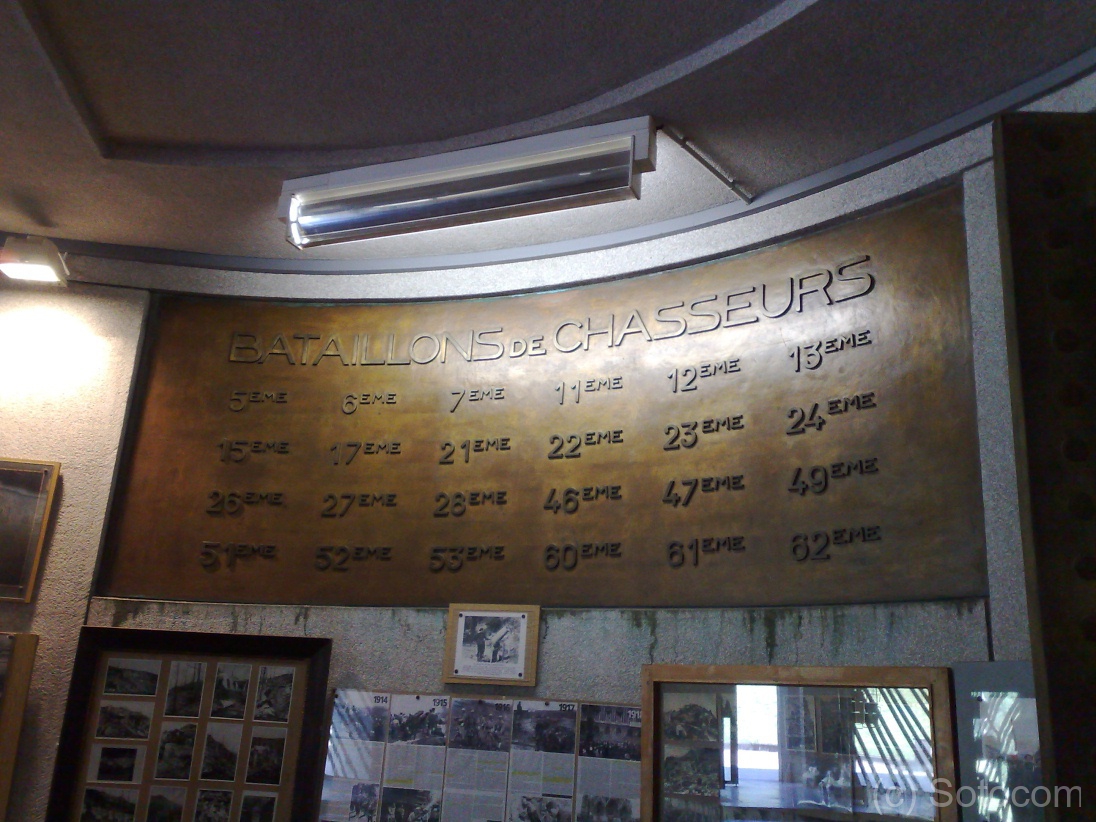 BATAILLONS DE CHASSEURS
5EME 6EME 7EME 11EME 12EME 13EME
15EME 17EME 21EME 22EME 23EME 24EME
26EME 27EME 28EME 46EME 47EME 49EME
51EME 52EME 53EME 60EME 61EME 62EME
1914 1915 1916 1917
(c) Sofocom